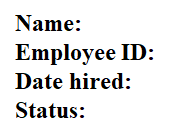 Name:
Employee ID:
Date hired:
Status: